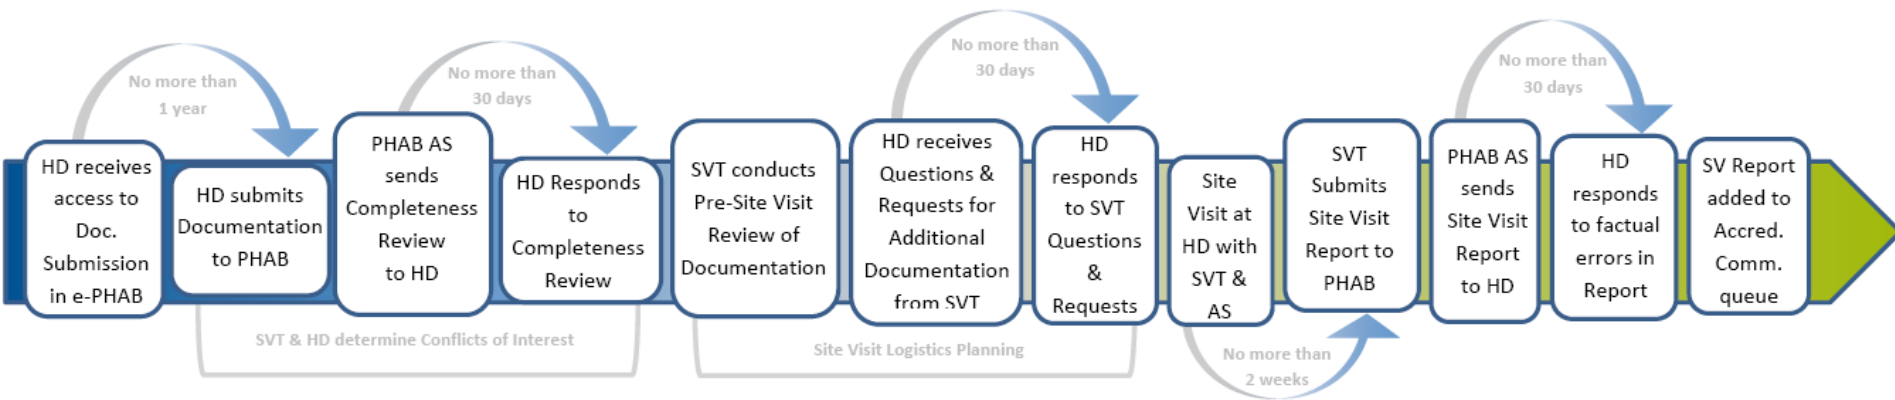 No more than
1 year
No more than
30 days
No more than
30 days
No more than
30 days
HD receives
access to
Doc.
Submission
in e-PHAB
HD submits
Documentation
to PHAB
PHAB AS
sends
Completeness
Review
to HD
HD Responds
to
Completeness
Review
SVT conducts
Pre-Site Visit
Review of
Documentation
HD receives
Questions &
Requests for
Additional
Documentation
from SVT
HD
responds
to SVT
Questions
&
Requests
Site
Visit at
HD with
SVT &
AS
SVT
Submits
Site Visit
Report to
PHAB
PHAB AS
sends
Site Visit
Report
to HD
HD
responds
to factual
errors in
Report
SV Report
added to
Accred.
Comm.
queue
SVT & HD determine Conflicts of Interest
Site Visit Logistics Planning
No more than
2 weeks